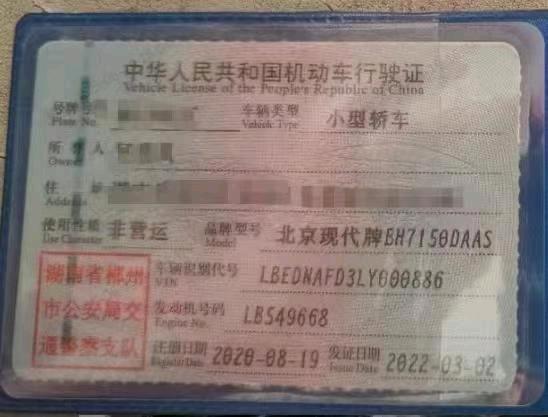 中华人民共和国机动车行驶证
Vehicle License of the People's Republic of China
号牌号
Plate No.
车辆类型 小型轿车
Vehicle Type
所有人
Owner
住
Address
使用性质 非营运 品牌型号 北京现代牌BH7150DAAS
Use Character Model
湖南省郴州
市公安局交
通警察支队
车辆识别代号 LBEDNAFD3LY000886
VIN
发动机号码 LB549668
Engine No.
注册日期 2020-08-19 发证日期 2022-03-02
Register Date Issue Date